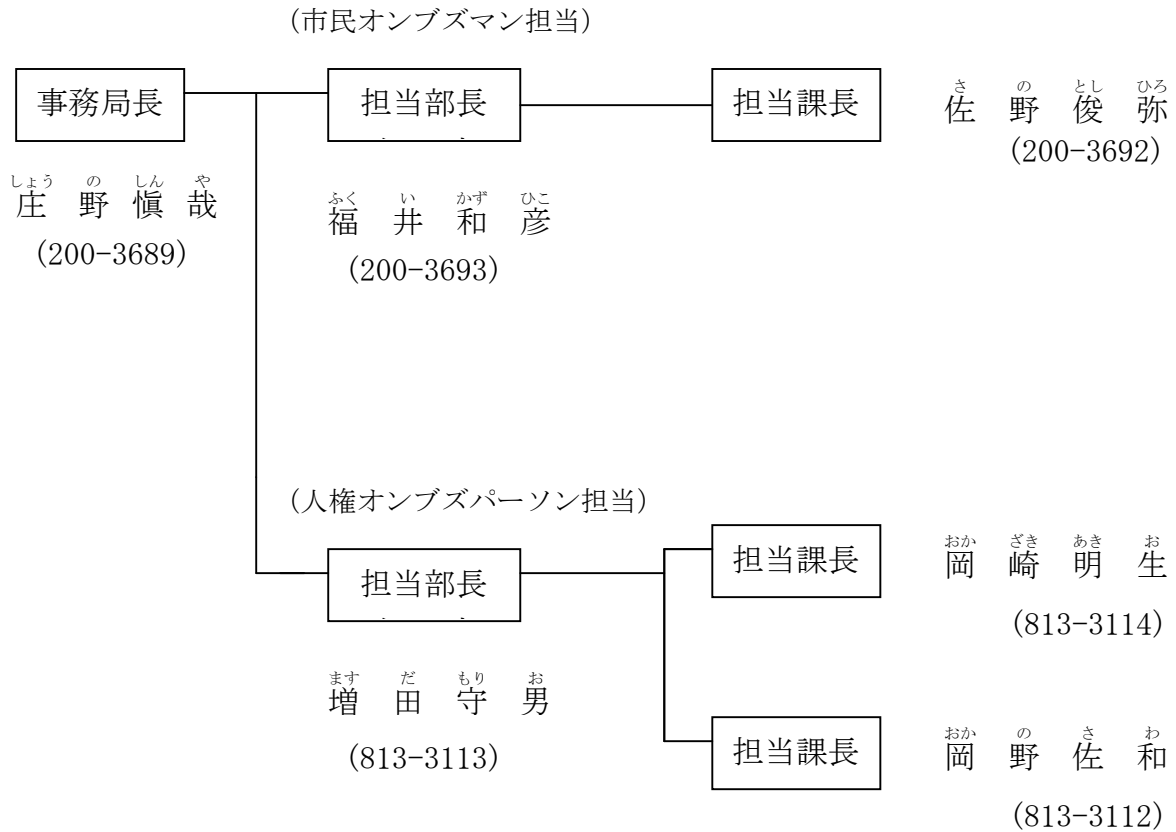 (市民オンブズマン担当)
事務局長
担当部長
担当課長
さ の とし ひろ
佐 野 俊 弥
(200-3692)
しょう の しん や
庄 野 愼 哉
(200-3689)
ふく い かず ひこ
福 井 和 彦
(200-3693)
(人権オンブズパーソン担当)
担当部長
担当課長
おか ざき あき お
岡 崎 明 生
(813-3114)
ます だ もり お
増 田 守 男
(813-3113)
担当課長
おか の さ わ
岡 野 佐 和
(813-3112)